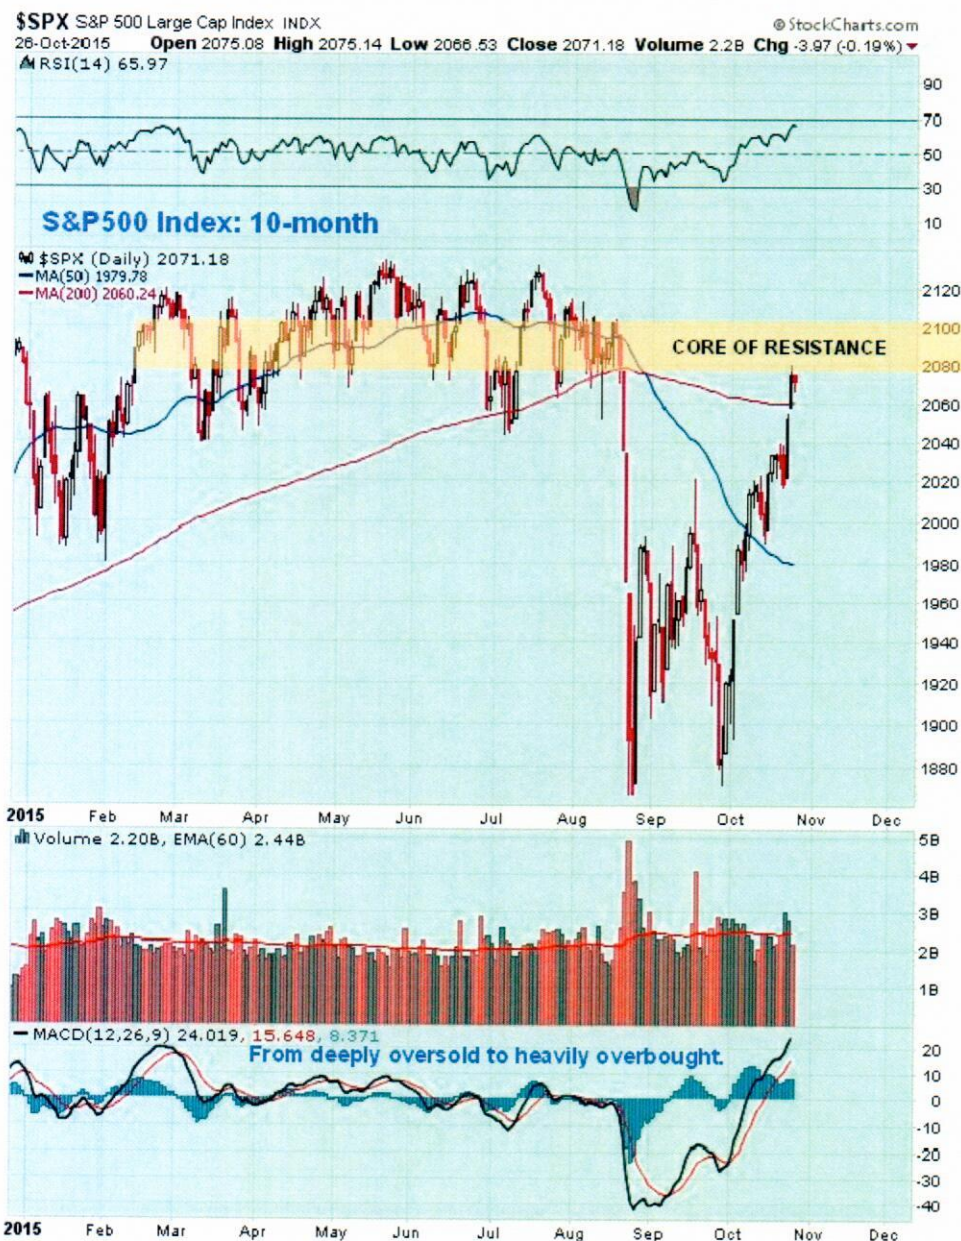 $SPX S&P 500 Large Cap Index INDX
@ StockCharts.com
26-Oct-2015 Open 2075.08 High 2075.14 Low 2066.53 Close 2071.18 Volume 2.2B Chg -3.97 (-0.19%)
RSI(14) 65.97
90
70
50
30
10
S&P500 Index: 10-month
$SPX (Daily) 2071.18
MA(50) 1979.78
MA(200) 2060.24
2120
2100
CORE OF RESISTANCE
2080
2060
2040
2020
2000
1980
1960
1940
1920
1900
1880
2015 Feb Mar Apr May Jun Jul Aug Sep Oct Nov Dec
Volume 2.20B, EMA(60) 2.44B
5B
4B
3B
2B
1B
MACD(12,26,9) 24.019, 15.648, 8.371
From deeply oversold to heavily overbought.
20
10
0
-10
-20
-30
-40
2015 Feb Mar Apr May Jun Jul Aug Sep Oct Nov Dec